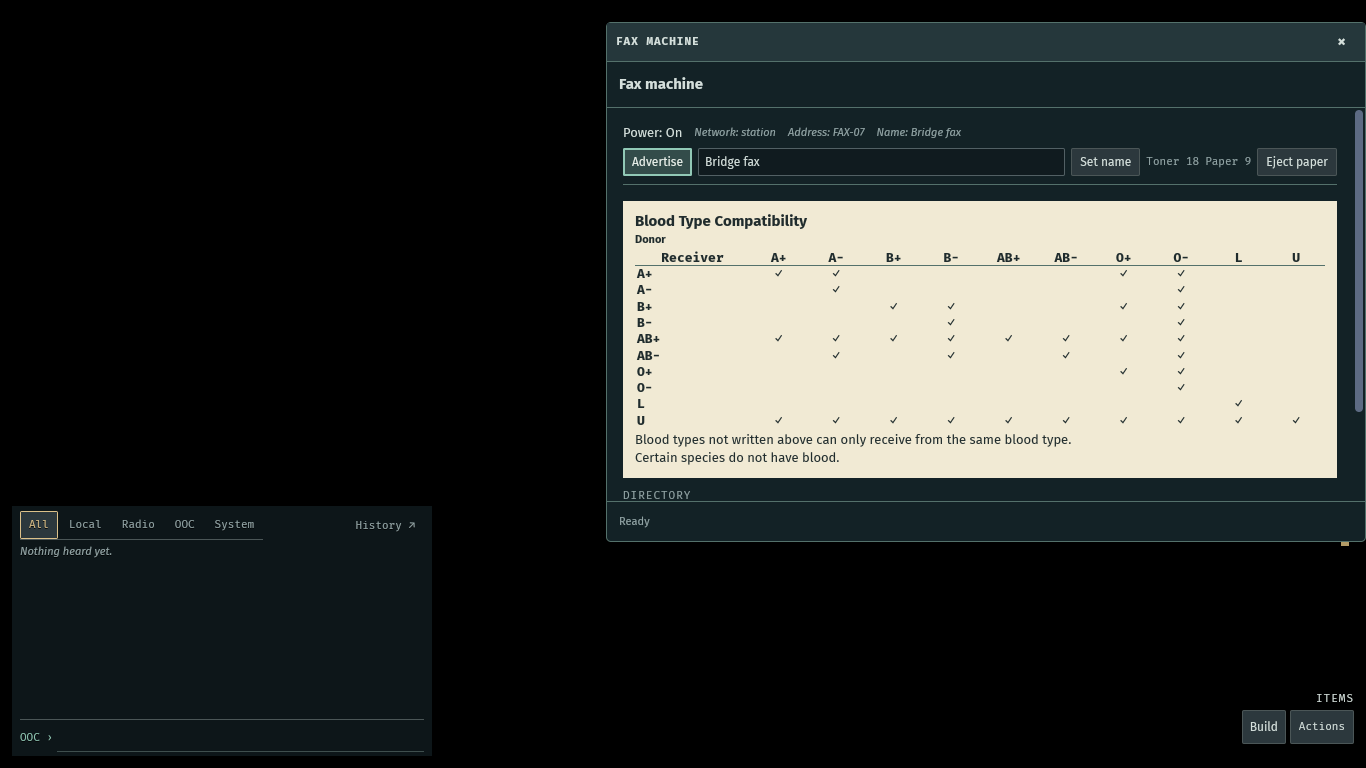 FAX MACHINE ✖
Fax machine
Power: On Network: station Address: FAX-07 Name: Bridge fax
Advertise Bridge fax Set name Toner 18 Paper 9 Eject paper
Blood Type Compatibility
Donor
Receiver A+ A- B+ B- AB+ AB- O+ O- L U
A+ ✓ ✓ ✓ ✓
A- ✓ ✓
B+ ✓ ✓ ✓ ✓
B- ✓ ✓
AB+ ✓ ✓ ✓ ✓ ✓ ✓ ✓ ✓
AB- ✓ ✓ ✓ ✓
O+ ✓ ✓
O- ✓
L ✓
U ✓ ✓ ✓ ✓ ✓ ✓ ✓ ✓ ✓ ✓
Blood types not written above can only receive from the same blood type.
Certain species do not have blood.
DIRECTORY
Ready
All Local Radio OOC System History ↗
Nothing heard yet.
OOC ›
ITEMS
Build Actions